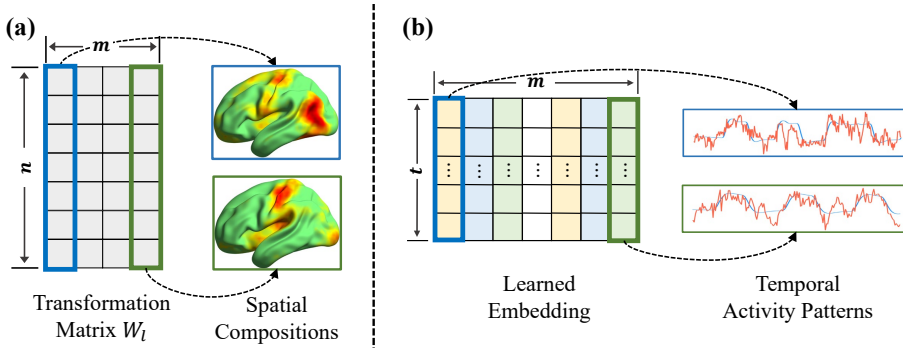 (a)
m
n
Transformation
Matrix W_l
Spatial
Compositions
(b)
m
t
... ... ... ... ... ... ...
Learned
Embedding
Temporal
Activity Patterns